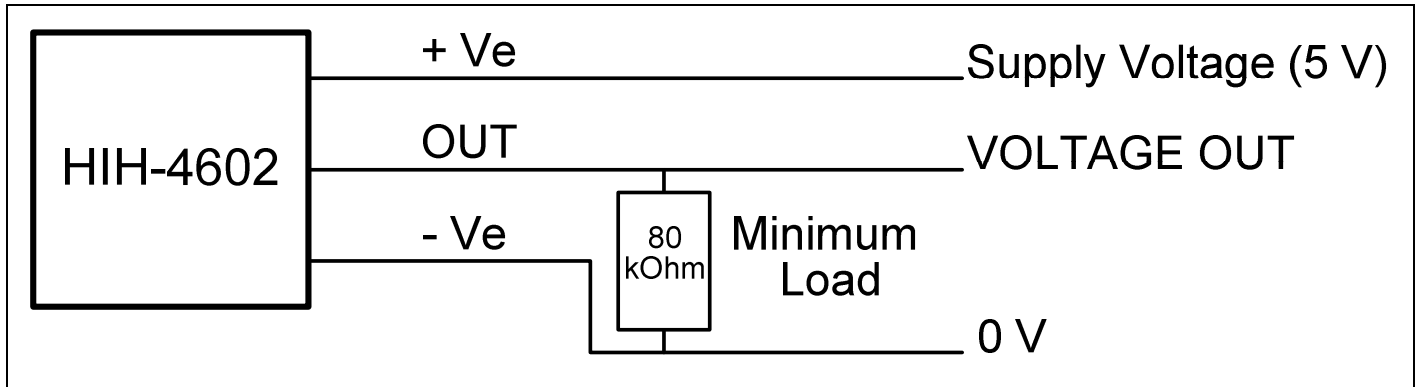 + Ve
Supply Voltage (5 V)
HIH-4602
OUT
VOLTAGE OUT
- Ve
80
kOhm
Minimum
Load
0 V